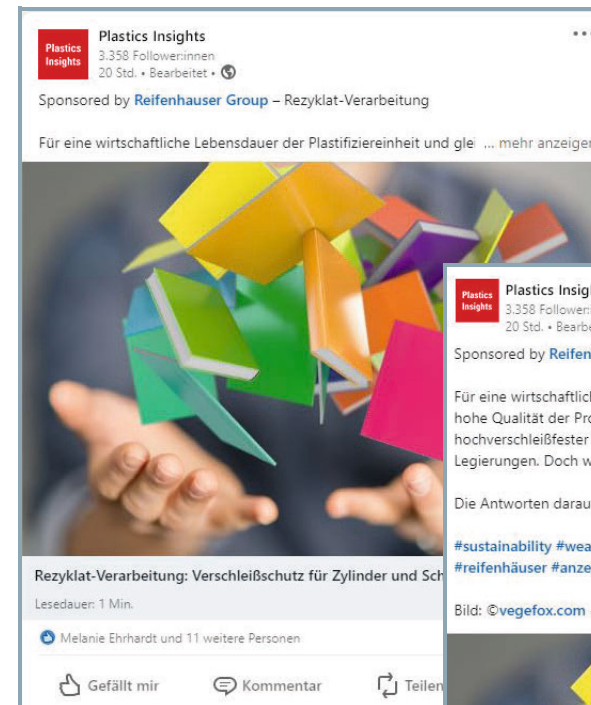 Plastics
Insights
Plastics Insights
3.358 Follower:innen
20 Std. • Bearbeitet •
Sponsored by Reifenhauser Group – Rezyklat-Verarbeitung
Für eine wirtschaftliche Lebensdauer der Plastifiziereinheit und glei ... mehr anzeigen
Rezyklat-Verarbeitung: Verschleißschutz für Zylinder und Sch
Lesedauer: 1 Min.
Melanie Ehrhardt und 11 weitere Personen
Gefällt mir
Kommentar
Teilen
Plastics
Insights
Plastics Insigh
3.358 Follower:i
20 Std. • Bearbe
Sponsored by Reifen
Für eine wirtschaftlich
hohe Qualität der Pro
hochverschleißfester
Legierungen. Doch w
Die Antworten darau
#sustainability #wea
#reifenhäuser #anze
Bild: ©vegefox.com